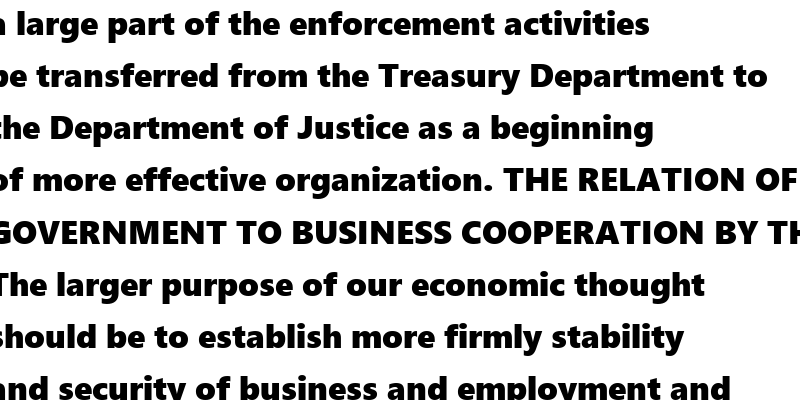 a large part of the enforcement activities
be transferred from the Treasury Department to
the Department of Justice as a beginning
of more effective organization. THE RELATION OF
GOVERNMENT TO BUSINESS COOPERATION BY TH
The larger purpose of our economic thought
should be to establish more firmly stability
and security of business and employment and